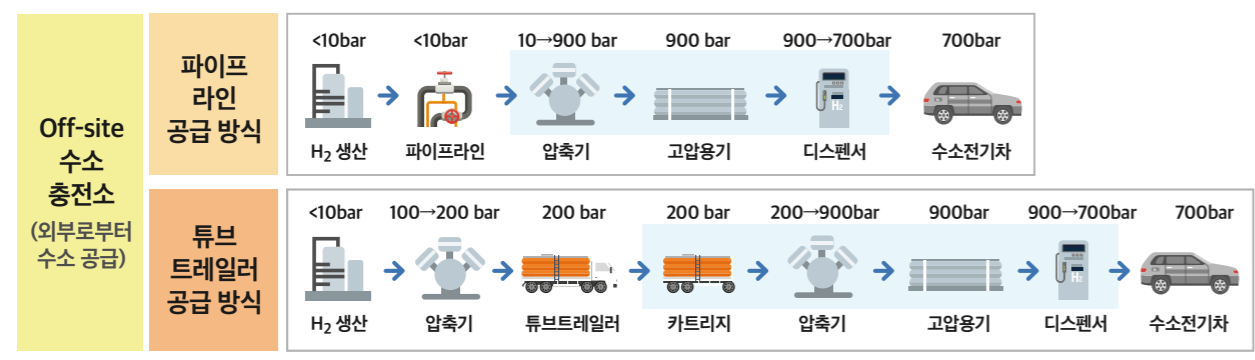 Off-site
수소
충전소
(외부로부터
수소 공급)
파이프
라인
공급 방식
<10bar
<10bar
10→900 bar
900 bar
900→700bar
700bar
H2
H₂ 생산
파이프라인
압축기
고압용기
디스펜서
수소전기차
튜브
트레일러
공급 방식
<10bar
100→200 bar
200 bar
200 bar
200→900bar
900bar
900→700bar
700bar
H2
H₂ 생산
압축기
튜브트레일러
카트리지
압축기
고압용기
디스펜서
수소전기차